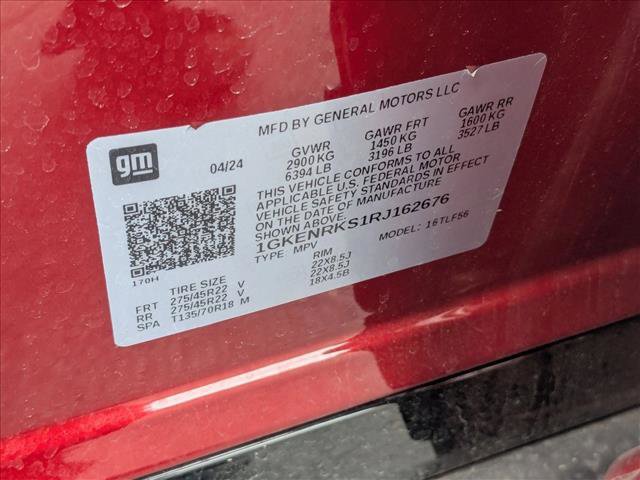 MFD BY GENERAL MOTORS LLC
gm
04/24
GVWR GAWR FRT GAWR RR
2900 KG 1450 KG 1600 KG
6394 LB 3196 LB 3527 LB
THIS VEHICLE CONFORMS TO ALL
APPLICABLE U.S. FEDERAL MOTOR
VEHICLE SAFETY STANDARDS IN EFFECT
ON THE DATE OF MANUFACTURE
SHOWN ABOVE.
1GKENRKS1RJ162676
TYPE: MPV MODEL: 1STLF56
170H
TIRE SIZE RIM
FRT 275/45R22 V 22X8.5J
RR 275/45R22 V 22X8.5J
SPA T135/70R18 M 18X4.5B